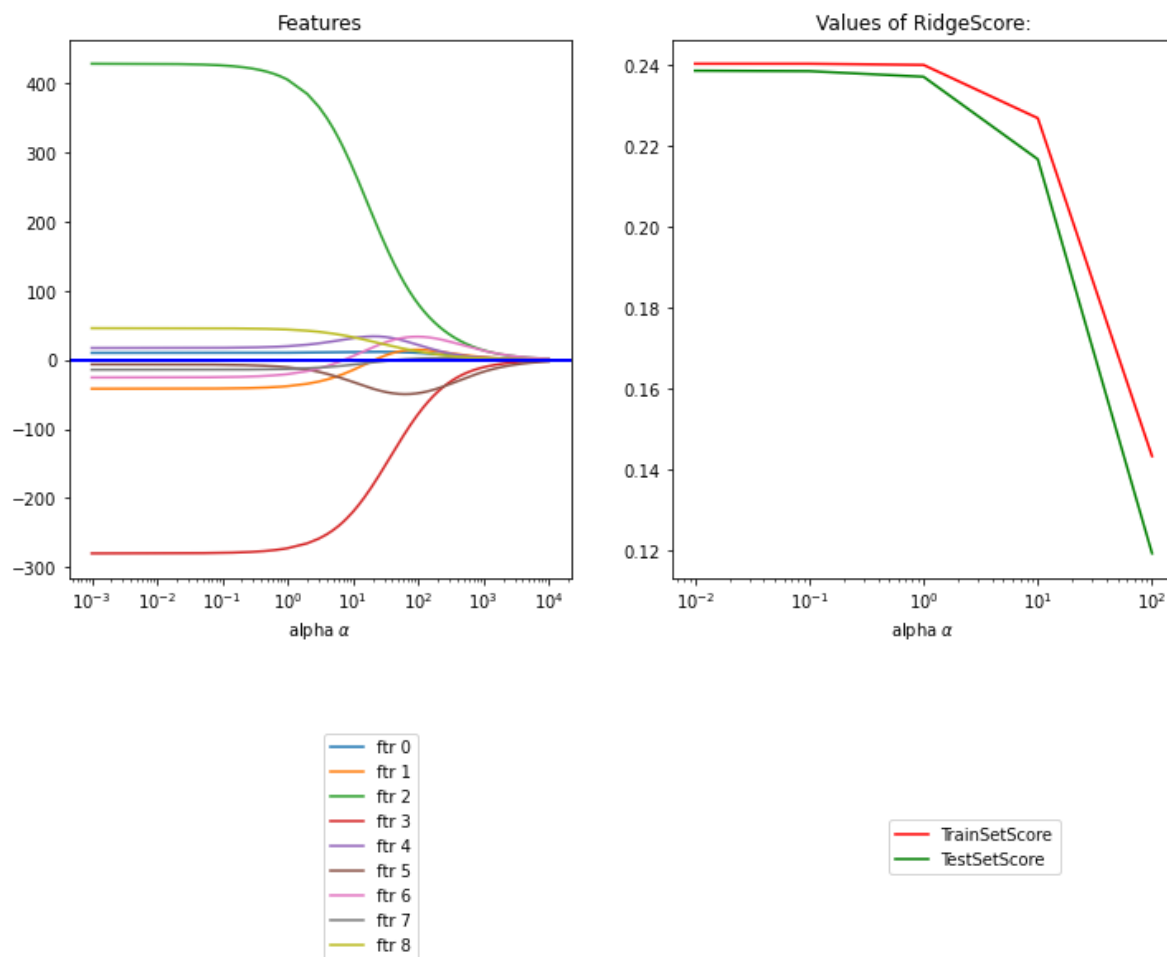 Features
400
300
200
100
0
−100
−200
−300
10⁻³ 10⁻² 10⁻¹ 10⁰ 10¹ 10² 10³ 10⁴
alpha α
ftr 0
ftr 1
ftr 2
ftr 3
ftr 4
ftr 5
ftr 6
ftr 7
ftr 8
Values of RidgeScore:
0.24
0.22
0.20
0.18
0.16
0.14
0.12
10⁻² 10⁻¹ 10⁰ 10¹ 10²
alpha α
TrainSetScore
TestSetScore